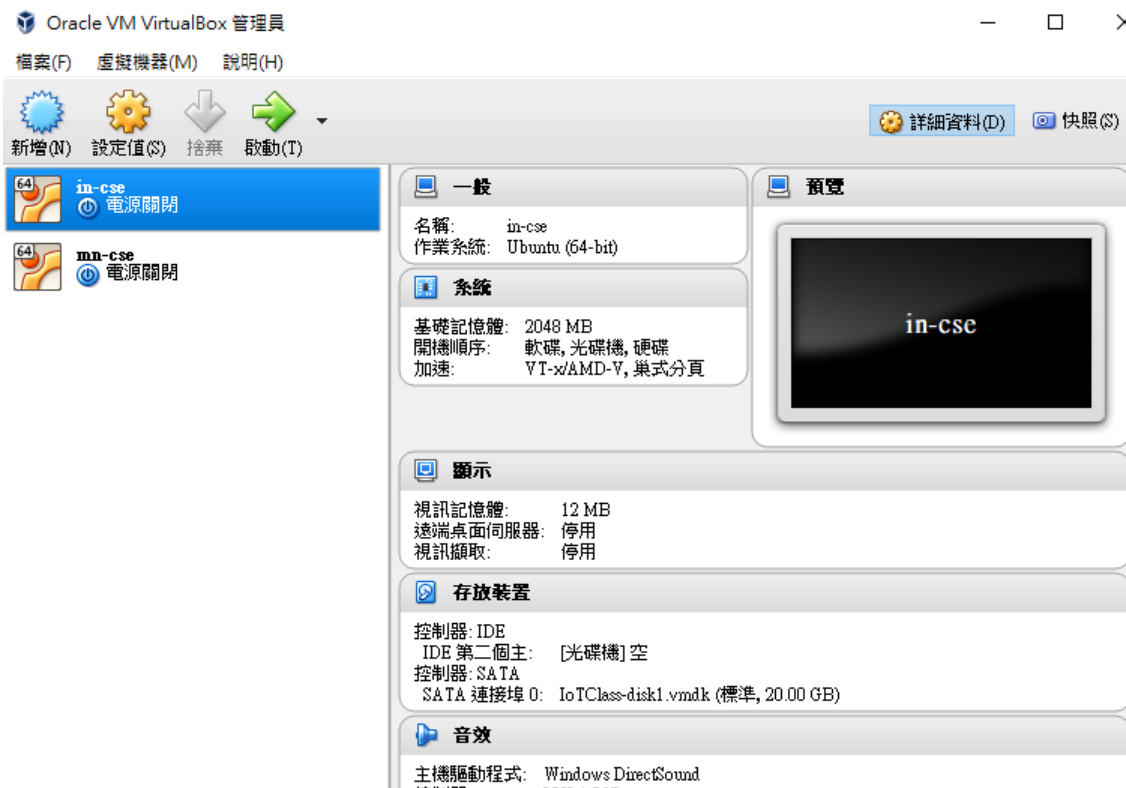 Oracle VM VirtualBox 管理員
檔案(F) 虛擬機器(M) 說明(H)
新增(N) 設定值(S) 捨棄 啟動(T)
詳細資料(D) 快照(S)
64 in-cse
電源關閉
64 mn-cse
電源關閉
一般
名稱: in-cse
作業系統: Ubuntu (64-bit)
系統
基礎記憶體: 2048 MB
開機順序: 軟碟, 光碟機, 硬碟
加速: VT-x/AMD-V, 巢式分頁
預覽
in-cse
顯示
視訊記憶體: 12 MB
遠端桌面伺服器: 停用
視訊擷取: 停用
存放裝置
控制器: IDE
IDE 第二個主: [光碟機] 空
控制器: SATA
SATA 連接埠 0: IoTClass-disk1.vmdk (標準, 20.00 GB)
音效
主機驅動程式: Windows DirectSound